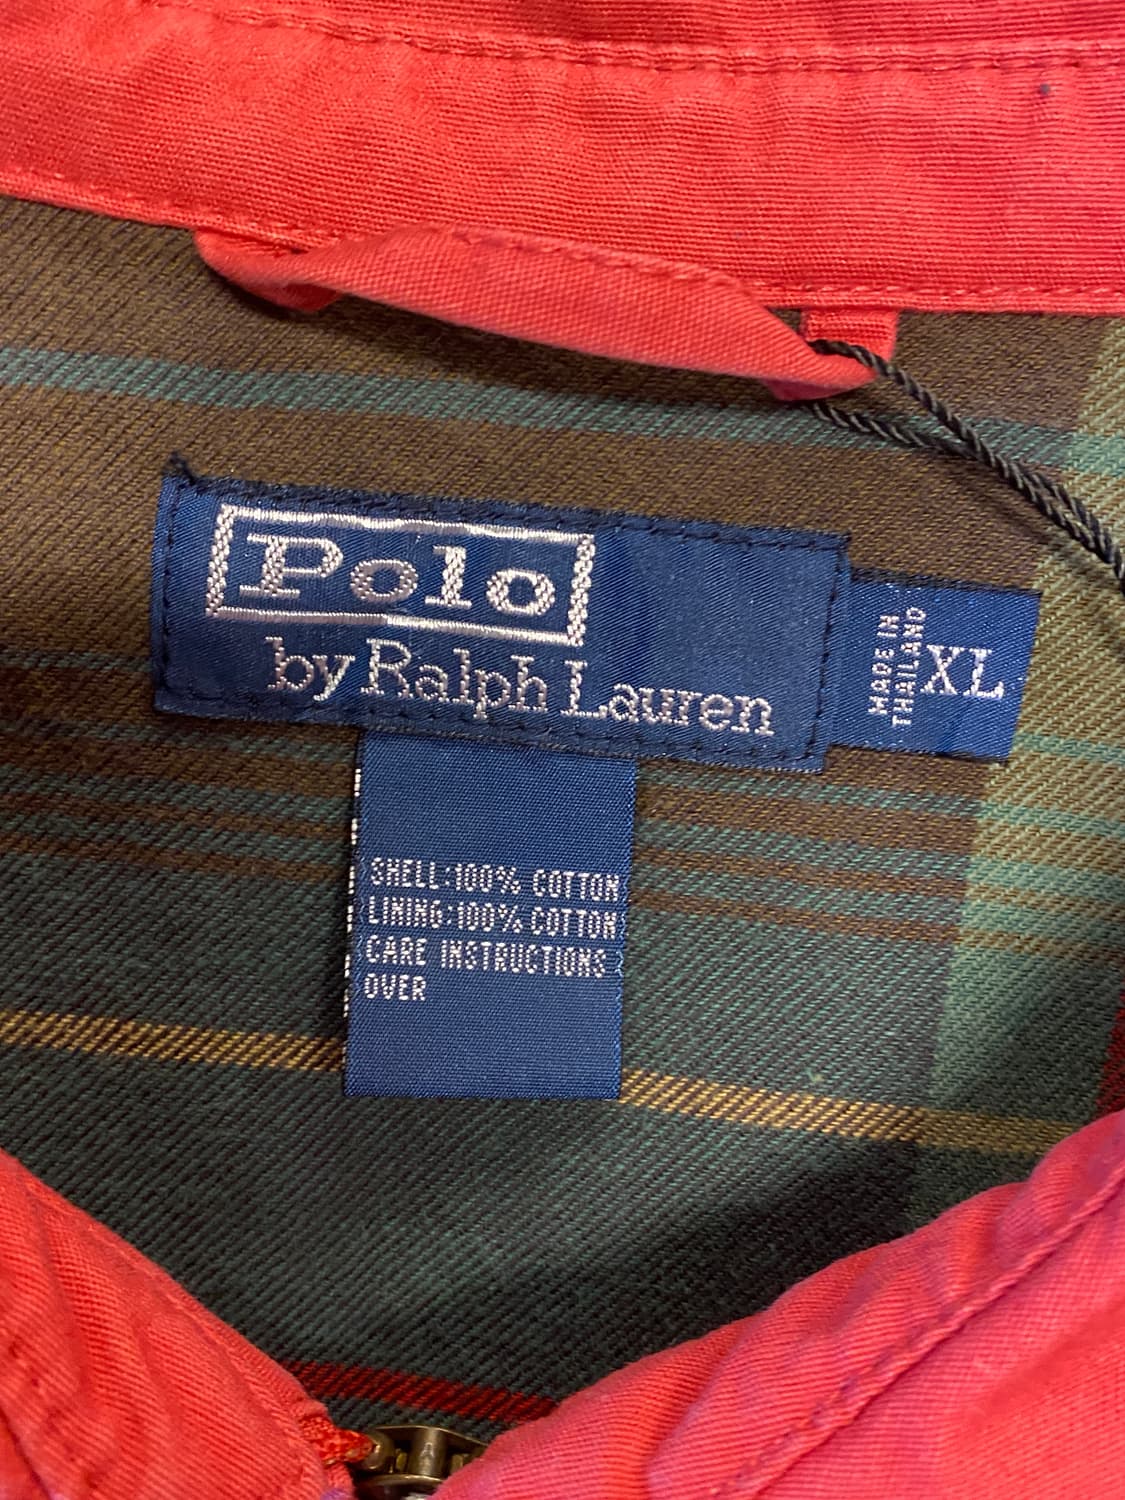 Polo
by Ralph Lauren
MADE IN
THAILAND
XL
SHELL:100% COTTON
LINING:100% COTTON
CARE INSTRUCTIONS
OVER